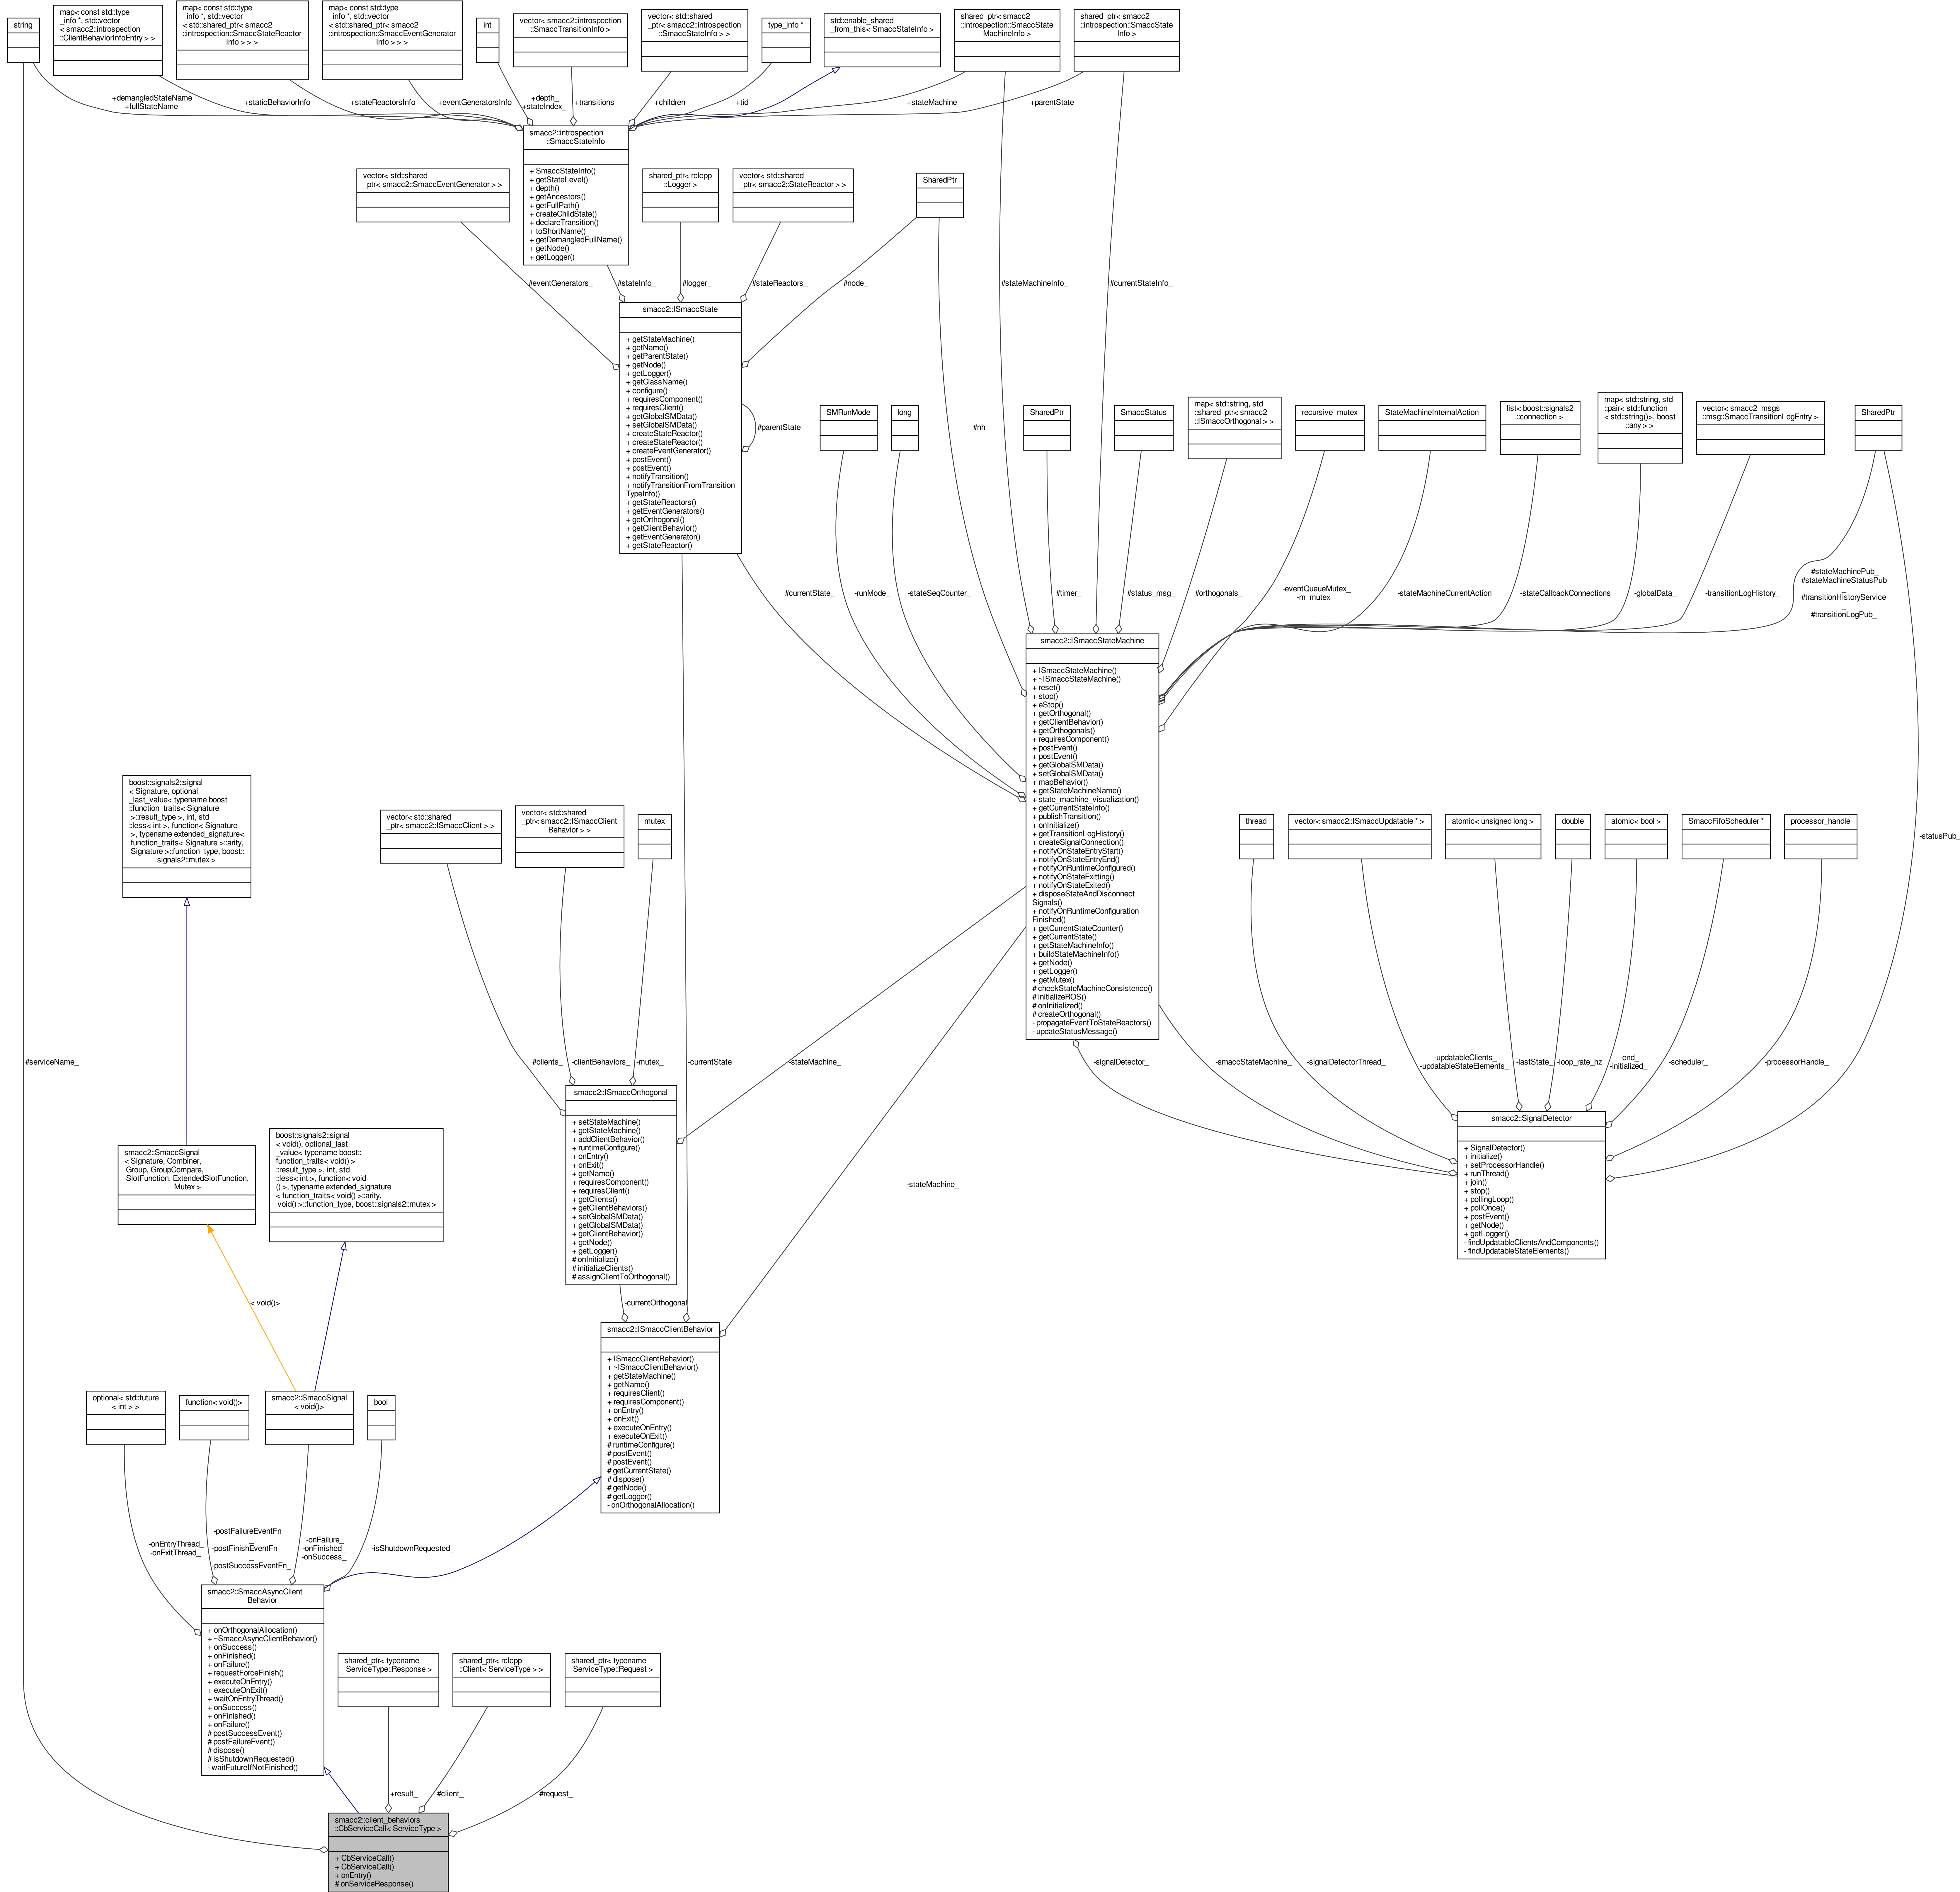 string
map< const std::type
_info *, std::vector
< smacc2::introspection
::ClientBehaviorInfoEntry > >
map< const std::type
_info *, std::vector
< std::shared_ptr< smacc2
::introspection::SmaccStateReactor
Info > > >
map< const std::type
_info *, std::vector
< std::shared_ptr< smacc2
::introspection::SmaccEventGenerator
Info > > >
int
vector< smacc2::introspection
::SmaccTransitionInfo >
vector< std::shared
_ptr< smacc2::introspection
::SmaccStateInfo > >
type_info *
std::enable_shared
_from_this< SmaccStateInfo >
shared_ptr< smacc2
::introspection::SmaccState
MachineInfo >
shared_ptr< smacc2
::introspection::SmaccState
Info >
+demangledStateName
+fullStateName
+staticBehaviorInfo
+stateReactorsInfo
+eventGeneratorsInfo
+depth_
+stateIndex_
+transitions_
+children_
+tid_
+stateMachine_
+parentState_
smacc2::introspection
::SmaccStateInfo
+ SmaccStateInfo()
+ getStateLevel()
+ depth()
+ getAncestors()
+ getFullPath()
+ createChildState()
+ declareTransition()
+ toShortName()
+ getDemangledFullName()
+ getNode()
+ getLogger()
vector< std::shared
_ptr< smacc2::SmaccEventGenerator > >
shared_ptr< rclcpp
::Logger >
vector< std::shared
_ptr< smacc2::StateReactor > >
SharedPtr
#eventGenerators_
#stateInfo_
#logger_
#stateReactors_
#node_
#stateMachineInfo_
#currentStateInfo_
smacc2::ISmaccState
+ getStateMachine()
+ getName()
+ getParentState()
+ getNode()
+ getLogger()
+ getClassName()
+ configure()
+ requiresComponent()
+ requiresClient()
+ getGlobalSMData()
+ setGlobalSMData()
+ createStateReactor()
+ createStateReactor()
+ createEventGenerator()
+ postEvent()
+ postEvent()
+ notifyTransition()
+ notifyTransitionFromTransition
TypeInfo()
+ getStateReactors()
+ getEventGenerators()
+ getOrthogonal()
+ getClientBehavior()
+ getEventGenerator()
+ getStateReactor()
#parentState_
SMRunMode
long
#nh_
SharedPtr
SmaccStatus
map< std::string, std
::shared_ptr< smacc2
::ISmaccOrthogonal > >
recursive_mutex
StateMachineInternalAction
list< boost::signals2
::connection >
map< std::string, std
::pair< std::function
< std::string()>, boost
::any > >
vector< smacc2_msgs
::msg::SmaccTransitionLogEntry >
SharedPtr
#currentState_
-runMode_
-stateSeqCounter_
#timer_
#status_msg_
#orthogonals_
-eventQueueMutex_
-m_mutex_
-stateMachineCurrentAction
-stateCallbackConnections
-globalData_
-transitionLogHistory_
#stateMachinePub_
#stateMachineStatusPub
_
#transitionHistoryService
_
#transitionLogPub_
smacc2::ISmaccStateMachine
+ ISmaccStateMachine()
+ ~ISmaccStateMachine()
+ reset()
+ stop()
+ eStop()
+ getOrthogonal()
+ getClientBehavior()
+ getOrthogonals()
+ requiresComponent()
+ postEvent()
+ postEvent()
+ getGlobalSMData()
+ setGlobalSMData()
+ mapBehavior()
+ getStateMachineName()
+ state_machine_visualization()
+ getCurrentStateInfo()
+ publishTransition()
+ onInitialize()
+ getTransitionLogHistory()
+ createSignalConnection()
+ notifyOnStateEntryStart()
+ notifyOnStateEntryEnd()
+ notifyOnRuntimeConfigured()
+ notifyOnStateExitting()
+ notifyOnStateExited()
+ disposeStateAndDisconnect
Signals()
+ notifyOnRuntimeConfiguration
Finished()
+ getCurrentStateCounter()
+ getCurrentState()
+ getStateMachineInfo()
+ buildStateMachineInfo()
+ getNode()
+ getLogger()
+ getMutex()
# checkStateMachineConsistence()
# initializeROS()
# onInitialized()
# createOrthogonal()
- propagateEventToStateReactors()
- updateStatusMessage()
boost::signals2::signal
< Signature, optional
_last_value< typename boost
::function_traits< Signature
>::result_type >, int, std
::less< int >, function< Signature
>, typename extended_signature<
function_traits< Signature >::arity,
Signature >::function_type, boost::
signals2::mutex >
vector< std::shared
_ptr< smacc2::ISmaccClient > >
vector< std::shared
_ptr< smacc2::ISmaccClient
Behavior > >
mutex
thread
vector< smacc2::ISmaccUpdatable * >
atomic< unsigned long >
double
atomic< bool >
SmaccFifoScheduler *
processor_handle
-statusPub_
#serviceName_
#clients_
-clientBehaviors_
-mutex_
-currentState
-stateMachine_
-signalDetector_
-smaccStateMachine_
-signalDetectorThread_
-updatableClients_
-updatableStateElements_
-lastState_
-loop_rate_hz
-end_
-initialized_
-scheduler_
-processorHandle_
smacc2::ISmaccOrthogonal
+ setStateMachine()
+ getStateMachine()
+ addClientBehavior()
+ runtimeConfigure()
+ onEntry()
+ onExit()
+ getName()
+ requiresComponent()
+ requiresClient()
+ getClients()
+ getClientBehaviors()
+ setGlobalSMData()
+ getGlobalSMData()
+ getClientBehavior()
+ getNode()
+ getLogger()
# onInitialize()
# initializeClients()
# assignClientToOrthogonal()
smacc2::SignalDetector
+ SignalDetector()
+ initialize()
+ setProcessorHandle()
+ runThread()
+ join()
+ stop()
+ pollingLoop()
+ pollOnce()
+ postEvent()
+ getNode()
+ getLogger()
- findUpdatableClientsAndComponents()
- findUpdatableStateElements()
smacc2::SmaccSignal
< Signature, Combiner,
Group, GroupCompare,
SlotFunction, ExtendedSlotFunction,
Mutex >
boost::signals2::signal
< void(), optional_last
_value< typename boost::
function_traits< void() >
::result_type >, int, std
::less< int >, function< void
() >, typename extended_signature
< function_traits< void() >::arity,
void() >::function_type, boost::signals2::mutex >
-stateMachine_
< void()>
-currentOrthogonal
smacc2::ISmaccClientBehavior
+ ISmaccClientBehavior()
+ ~ISmaccClientBehavior()
+ getStateMachine()
+ getName()
+ requiresClient()
+ requiresComponent()
+ onEntry()
+ onExit()
+ executeOnEntry()
+ executeOnExit()
# runtimeConfigure()
# postEvent()
# postEvent()
# getCurrentState()
# dispose()
# getNode()
# getLogger()
- onOrthogonalAllocation()
optional< std::future
< int > >
function< void()>
smacc2::SmaccSignal
< void()>
bool
-onEntryThread_
-onExitThread_
-postFailureEventFn
_
-postFinishEventFn
_
-postSuccessEventFn_
-onFailure_
-onFinished_
-onSuccess_
-isShutdownRequested_
smacc2::SmaccAsyncClient
Behavior
+ onOrthogonalAllocation()
+ ~SmaccAsyncClientBehavior()
+ onSuccess()
+ onFinished()
+ onFailure()
+ requestForceFinish()
+ executeOnEntry()
+ executeOnExit()
+ waitOnEntryThread()
+ onSuccess()
+ onFinished()
+ onFailure()
# postSuccessEvent()
# postFailureEvent()
# dispose()
# isShutdownRequested()
- waitFutureIfNotFinished()
shared_ptr< typename
ServiceType::Response >
shared_ptr< rclcpp
::Client< ServiceType > >
shared_ptr< typename
ServiceType::Request >
+result_
#client_
#request_
smacc2::client_behaviors
::CbServiceCall< ServiceType >
+ CbServiceCall()
+ CbServiceCall()
+ onEntry()
# onServiceResponse()